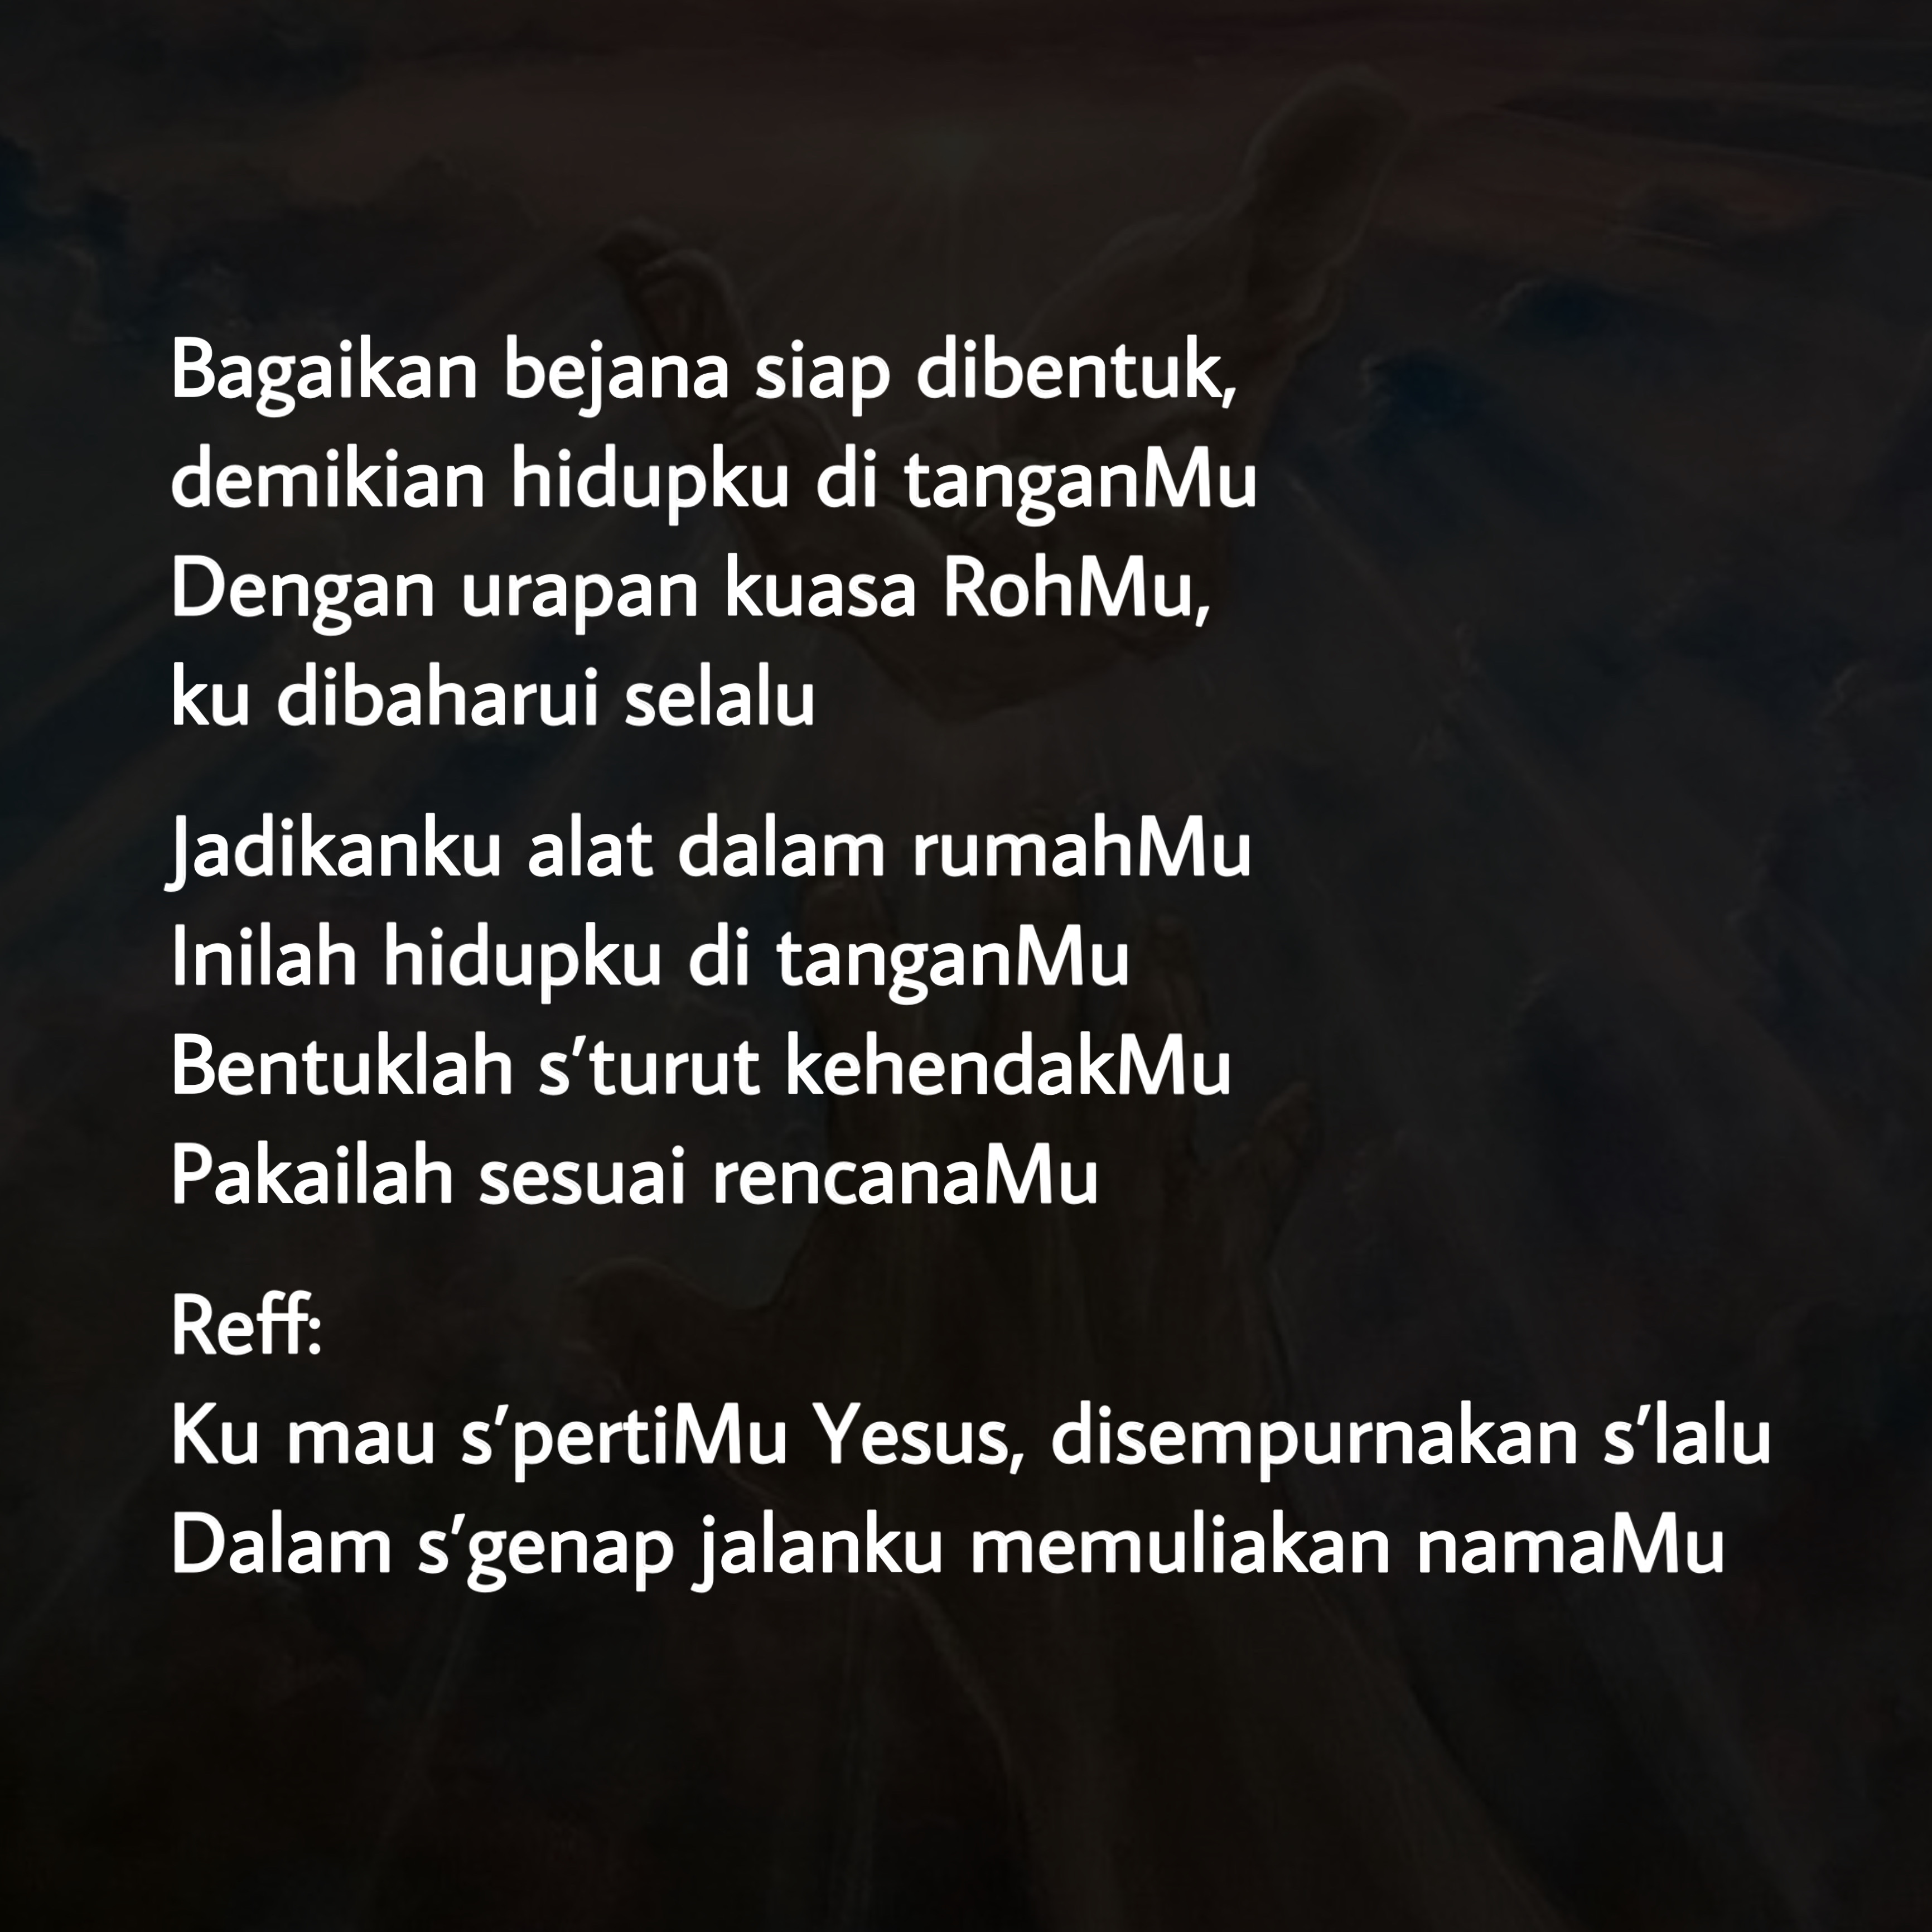 Bagaikan bejana siap dibentuk,
demikian hidupku di tanganMu
Dengan urapan kuasa RohMu,
ku dibaharui selalu
Jadikanku alat dalam rumahMu
Inilah hidupku di tanganMu
Bentuklah s'turut kehendakMu
Pakailah sesuai rencanaMu
Reff:
Ku mau s'pertiMu Yesus, disempurnakan s'lalu
Dalam s'genap jalanku memuliakan namaMu